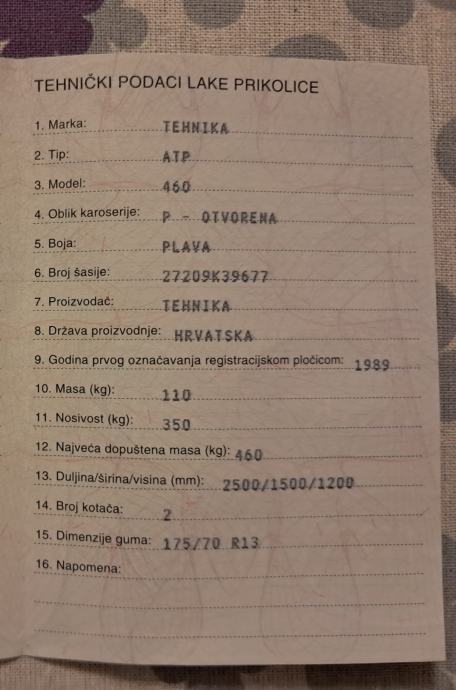 TEHNIČKI PODACI LAKE PRIKOLICE
1. Marka: TEHNIKA
2. Tip: ATP
3. Model: 460
4. Oblik karoserije: P - OTVORENA
5. Boja: PLAVA
6. Broj šasije: 27209K39677
7. Proizvođač: TEHNIKA
8. Država proizvodnje: HRVATSKA
9. Godina prvog označavanja registracijskom pločicom: 1989
10. Masa (kg): 110
11. Nosivost (kg): 350
12. Najveća dopuštena masa (kg): 460
13. Duljina/širina/visina (mm): 2500/1500/1200
14. Broj kotača: 2
15. Dimenzije guma: 175/70 R13
16. Napomena: